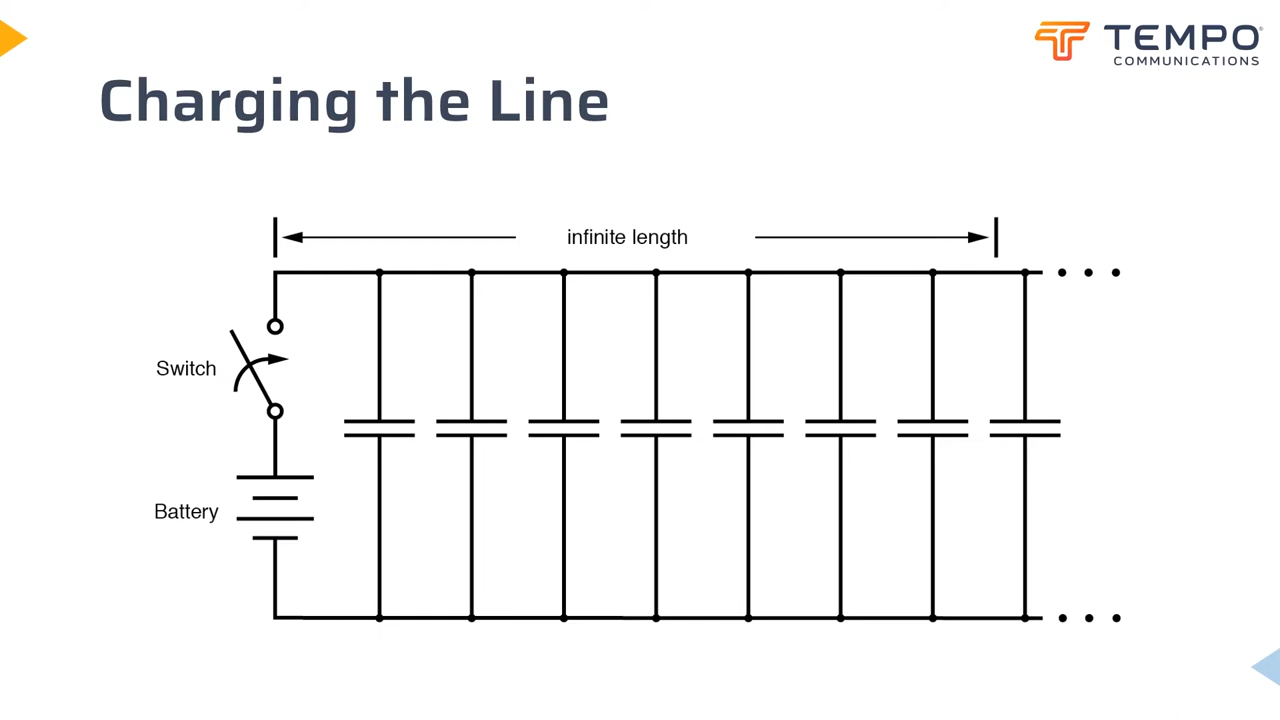 TEMPO
COMMUNICATIONS
Charging the Line
infinite length
Switch
Battery